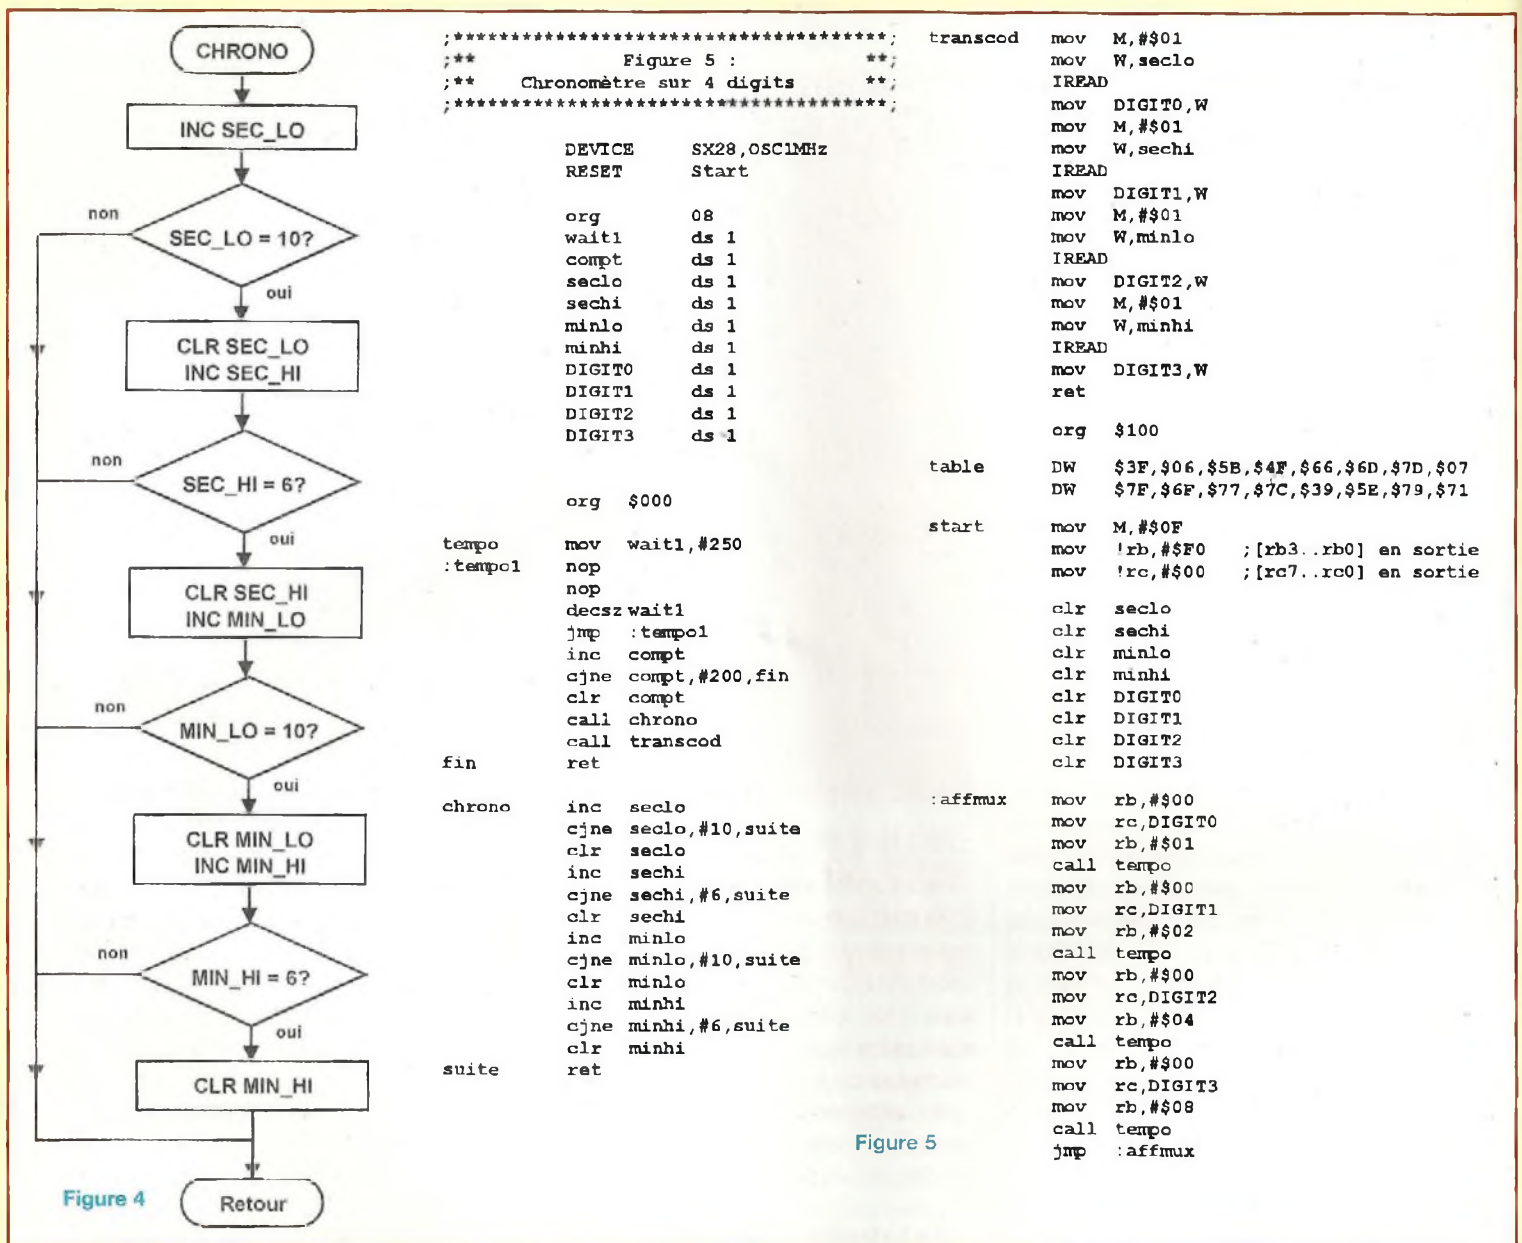 CHRONO
INC SEC_LO
non
SEC_LO = 10?
oui
CLR SEC_LO
INC SEC_HI
non
SEC_HI = 6?
oui
CLR SEC_HI
INC MIN_LO
non
MIN_LO = 10?
oui
CLR MIN_LO
INC MIN_HI
non
MIN_HI = 6?
oui
CLR MIN_HI
Retour
Figure 4
;**************************************;
;** Figure 5 : **;
;** Chronomètre sur 4 digits **;
;**************************************;
DEVICE SX28,OSC1MHz
RESET Start
org 08
wait1 ds 1
compt ds 1
seclo ds 1
sechi ds 1
minlo ds 1
minhi ds 1
DIGIT0 ds 1
DIGIT1 ds 1
DIGIT2 ds 1
DIGIT3 ds 1
org $000
tempo mov wait1,#250
:tempo1 nop
nop
decsz wait1
jmp :tempo1
inc compt
cjne compt,#200,fin
clr compt
call chrono
call transcod
fin ret
chrono inc seclo
cjne seclo,#10,suite
clr seclo
inc sechi
cjne sechi,#6,suite
clr sechi
inc minlo
cjne minlo,#10,suite
clr minlo
inc minhi
cjne minhi,#6,suite
clr minhi
suite ret
transcod mov M,#$01
mov W,seclo
IREAD
mov DIGIT0,W
mov M,#$01
mov W,sechi
IREAD
mov DIGIT1,W
mov M,#$01
mov W,minlo
IREAD
mov DIGIT2,W
mov M,#$01
mov W,minhi
IREAD
mov DIGIT3,W
ret
org $100
table DW $3F,$06,$5B,$4F,$66,$6D,$7D,$07
DW $7F,$6F,$77,$7C,$39,$5E,$79,$71
start mov M,#$0F
mov !rb,#$F0 ;[rb3..rb0] en sortie
mov !rc,#$00 ;[rc7..rc0] en sortie
clr seclo
clr sechi
clr minlo
clr minhi
clr DIGIT0
clr DIGIT1
clr DIGIT2
clr DIGIT3
:affmux mov rb,#$00
mov rc,DIGIT0
mov rb,#$01
call tempo
mov rb,#$00
mov rc,DIGIT1
mov rb,#$02
call tempo
mov rb,#$00
mov rc,DIGIT2
mov rb,#$04
call tempo
mov rb,#$00
mov rc,DIGIT3
mov rb,#$08
call tempo
jmp :affmux
Figure 5